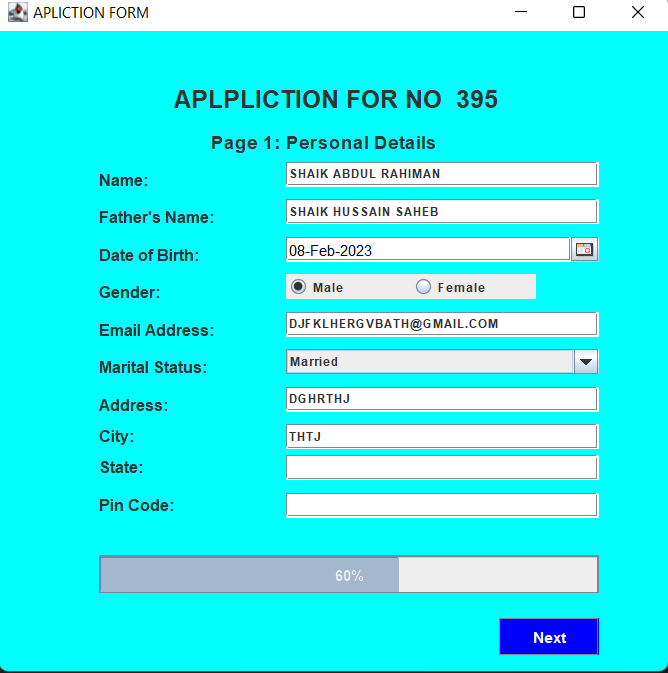 APLICTION FORM
APLPLICTION FOR NO  395
Page 1: Personal Details
Name: SHAIK ABDUL RAHIMAN
Father's Name: SHAIK HUSSAIN SAHEB
Date of Birth: 08-Feb-2023
Gender: Male Female
Email Address: DJFKLHERGVBATH@GMAIL.COM
Marital Status: Married
Address: DGHRTHJ
City: THTJ
State:
Pin Code:
60%
Next